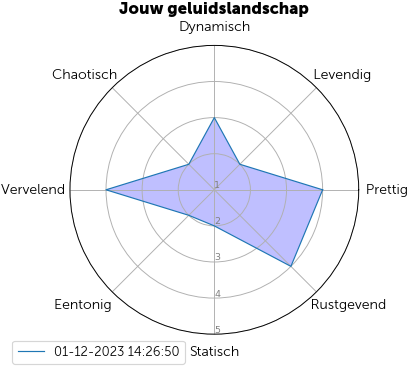 Jouw geluidslandschap
Dynamisch
Chaotisch
Levendig
Vervelend
Prettig
1
2
3
4
5
Eentonig
Rustgevend
01-12-2023 14:26:50
Statisch